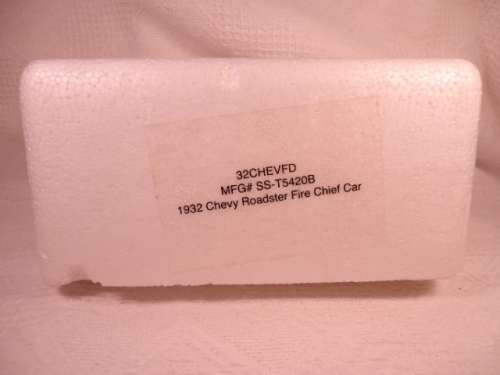 32CHEVFD
MFG# SS-T5420B
1932 Chevy Roadster Fire Chief Car